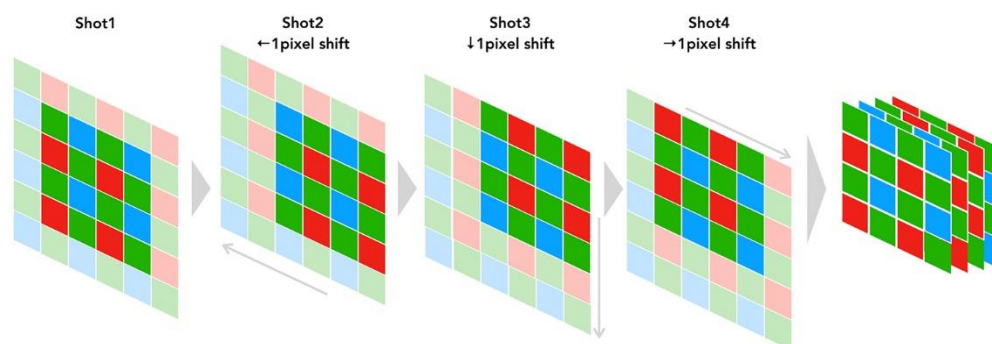 Shot1
Shot2
←1pixel shift
Shot3
↓1pixel shift
Shot4
→1pixel shift